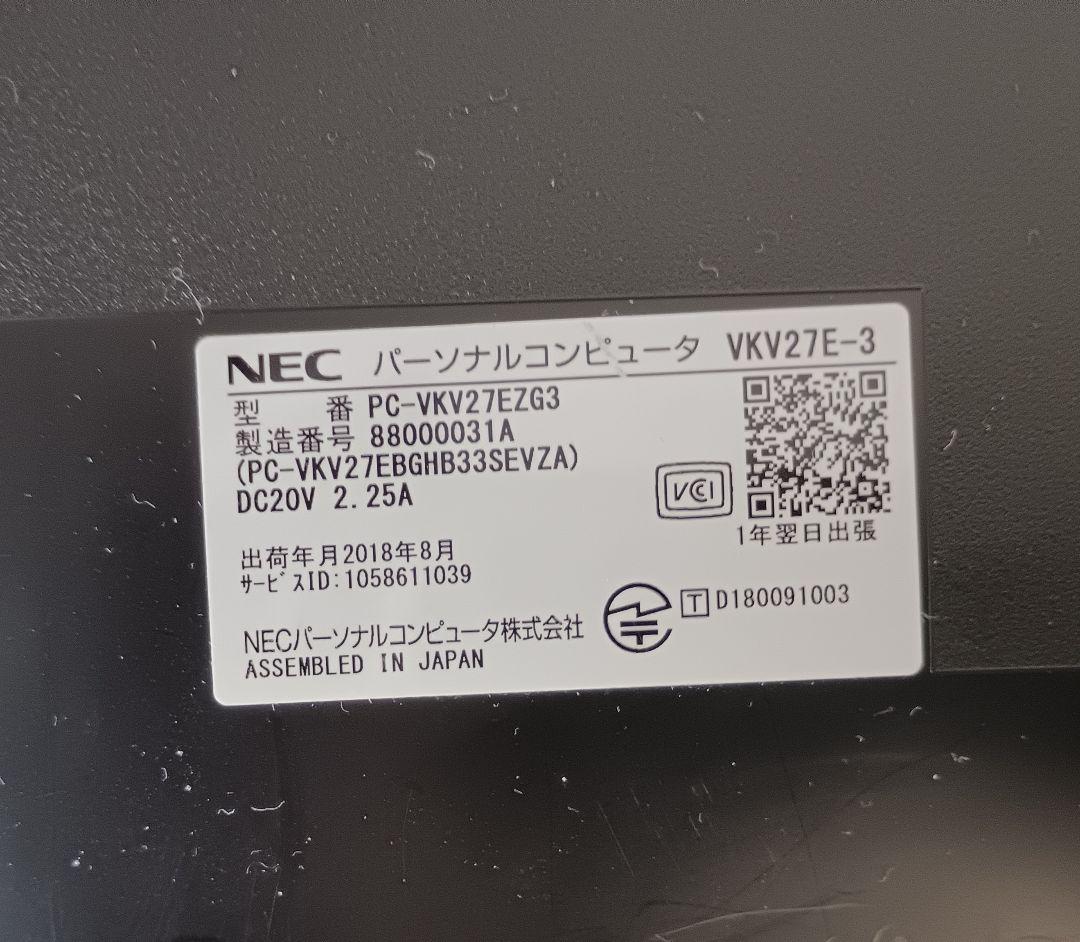 NEC パーソナルコンピュータ VKV27E-3
型 番 PC-VKV27EZG3
製造番号 88000031A
(PC-VKV27EBGHB33SEVZA)
DC20V 2.25A
VCI
1年翌日出張
出荷年月2018年8月
ｻｰﾋﾞｽID:1058611039
T D180091003
NECパーソナルコンピュータ株式会社
ASSEMBLED IN JAPAN